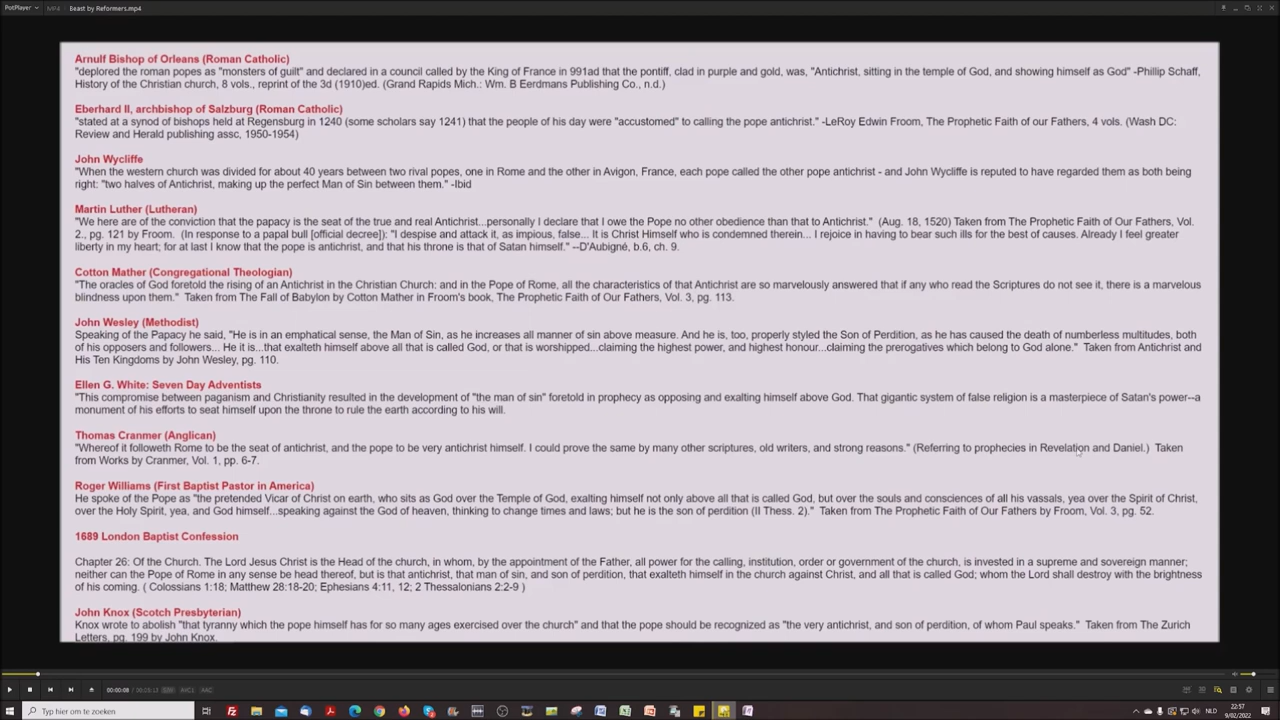 PotPlayer
MP4
Beast by Reformers.mp4
Arnulf Bishop of Orleans (Roman Catholic)
"deplored the roman popes as "monsters of guilt" and declared in a council called by the King of France in 991ad that the pontiff, clad in purple and gold, was, "Antichrist, sitting in the temple of God, and showing himself as God" -Phillip Schaff,
History of the Christian church, 8 vols., reprint of the 3d (1910)ed. (Grand Rapids Mich.: Wm. B Eerdmans Publishing Co., n.d.)
Eberhard II, archbishop of Salzburg (Roman Catholic)
"stated at a synod of bishops held at Regensburg in 1240 (some scholars say 1241) that the people of his day were "accustomed" to calling the pope antichrist." -LeRoy Edwin Froom, The Prophetic Faith of our Fathers, 4 vols. (Wash DC:
Review and Herald publishing assc, 1950-1954)
John Wycliffe
"When the western church was divided for about 40 years between two rival popes, one in Rome and the other in Avigon, France, each pope called the other pope antichrist - and John Wycliffe is reputed to have regarded them as both being
right: "two halves of Antichrist, making up the perfect Man of Sin between them." -Ibid
Martin Luther (Lutheran)
"We here are of the conviction that the papacy is the seat of the true and real Antichrist...personally I declare that I owe the Pope no other obedience than that to Antichrist." (Aug. 18, 1520) Taken from The Prophetic Faith of Our Fathers, Vol.
2., pg. 121 by Froom. (In response to a papal bull [official decree]): "I despise and attack it, as impious, false... It is Christ Himself who is condemned therein... I rejoice in having to bear such ills for the best of causes. Already I feel greater
liberty in my heart; for at last I know that the pope is antichrist, and that his throne is that of Satan himself." --D'Aubigné, b.6, ch. 9.
Cotton Mather (Congregational Theologian)
"The oracles of God foretold the rising of an Antichrist in the Christian Church: and in the Pope of Rome, all the characteristics of that Antichrist are so marvelously answered that if any who read the Scriptures do not see it, there is a marvelous
blindness upon them." Taken from The Fall of Babylon by Cotton Mather in Froom's book, The Prophetic Faith of Our Fathers, Vol. 3, pg. 113.
John Wesley (Methodist)
Speaking of the Papacy he said, "He is in an emphatical sense, the Man of Sin, as he increases all manner of sin above measure. And he is, too, properly styled the Son of Perdition, as he has caused the death of numberless multitudes, both
of his opposers and followers... He it is...that exalteth himself above all that is called God, or that is worshipped...claiming the highest power, and highest honour...claiming the prerogatives which belong to God alone." Taken from Antichrist and
His Ten Kingdoms by John Wesley, pg. 110.
Ellen G. White: Seven Day Adventists
"This compromise between paganism and Christianity resulted in the development of "the man of sin" foretold in prophecy as opposing and exalting himself above God. That gigantic system of false religion is a masterpiece of Satan's power--a
monument of his efforts to seat himself upon the throne to rule the earth according to his will.
Thomas Cranmer (Anglican)
"Whereof it followeth Rome to be the seat of antichrist, and the pope to be very antichrist himself. I could prove the same by many other scriptures, old writers, and strong reasons." (Referring to prophecies in Revelation and Daniel.) Taken
from Works by Cranmer, Vol. 1, pp. 6-7.
Roger Williams (First Baptist Pastor in America)
He spoke of the Pope as "the pretended Vicar of Christ on earth, who sits as God over the Temple of God, exalting himself not only above all that is called God, but over the souls and consciences of all his vassals, yea over the Spirit of Christ,
over the Holy Spirit, yea, and God himself...speaking against the God of heaven, thinking to change times and laws; but he is the son of perdition (II Thess. 2)." Taken from The Prophetic Faith of Our Fathers by Froom, Vol. 3, pg. 52.
1689 London Baptist Confession
Chapter 26: Of the Church. The Lord Jesus Christ is the Head of the church, in whom, by the appointment of the Father, all power for the calling, institution, order or government of the church, is invested in a supreme and sovereign manner;
neither can the Pope of Rome in any sense be head thereof, but is that antichrist, that man of sin, and son of perdition, that exalteth himself in the church against Christ, and all that is called God; whom the Lord shall destroy with the brightness
of his coming. ( Colossians 1:18; Matthew 28:18-20; Ephesians 4:11, 12; 2 Thessalonians 2:2-9 )
John Knox (Scotch Presbyterian)
Knox wrote to abolish "that tyranny which the pope himself has for so many ages exercised over the church" and that the pope should be recognized as "the very antichrist, and son of perdition, of whom Paul speaks." Taken from The Zurich
Letters, pg. 199 by John Knox.
00:00:08
Typ hier om te zoeken
NLD
22:57
9/02/2022